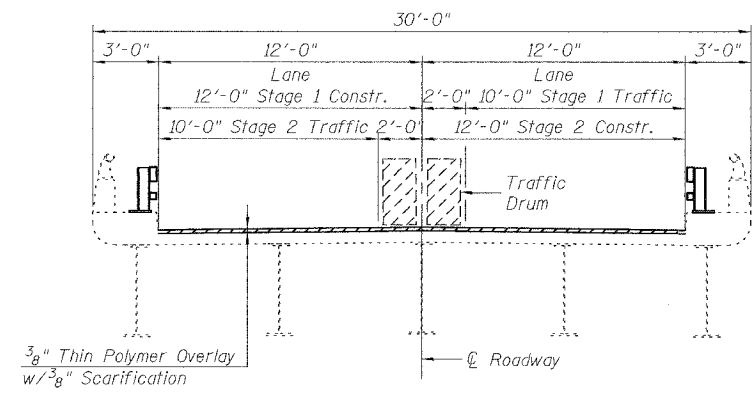 30'-0"
3'-0" 12'-0" 12'-0" 3'-0"
Lane Lane
12'-0" Stage 1 Constr. 2'-0" 10'-0" Stage 1 Traffic
10'-0" Stage 2 Traffic 2'-0" 12'-0" Stage 2 Constr.
Traffic
Drum
3/8" Thin Polymer Overlay
w/3/8" Scarification
℄ Roadway